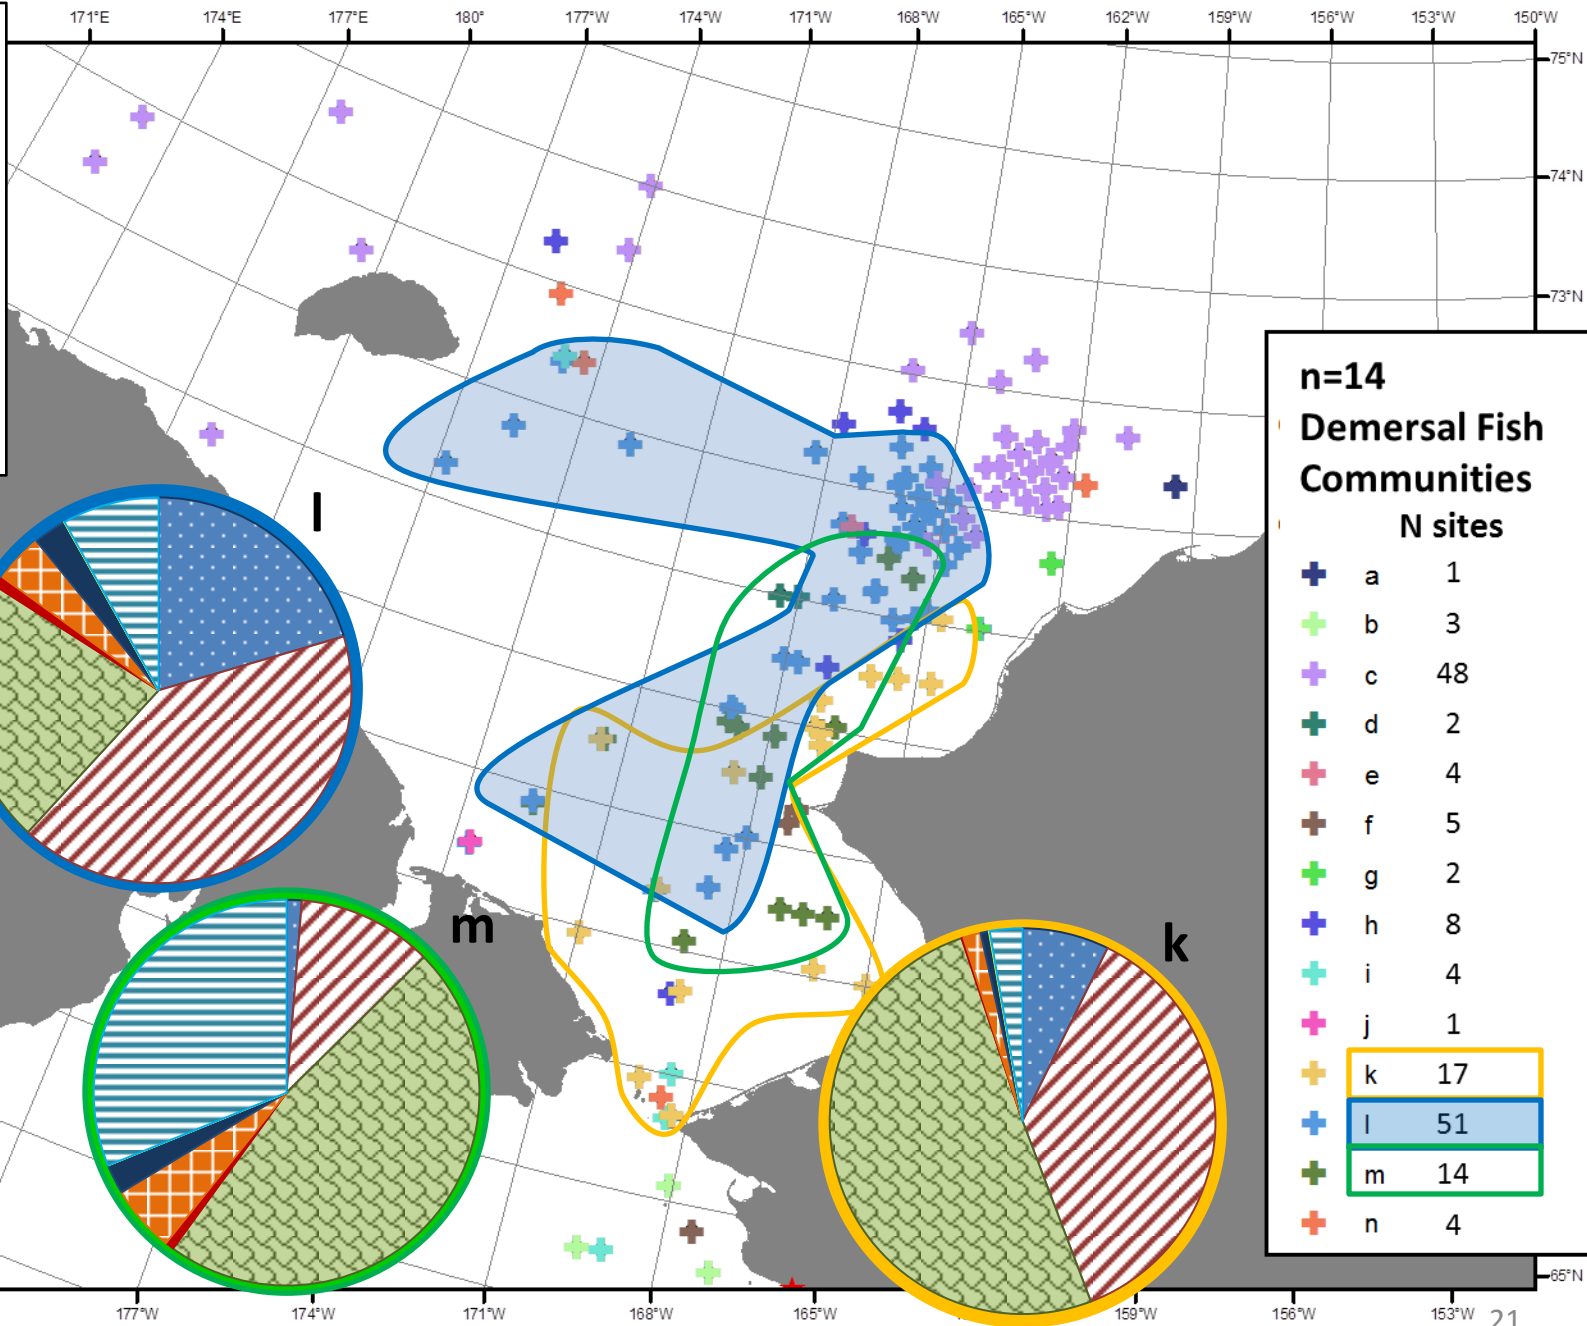 171°E 174°E 177°E 180° 177°W 174°W 171°W 168°W 165°W 162°W 159°W 156°W 153°W 150°W
75°N
74°N
73°N
n=14
Demersal Fish
Communities
N sites
a 1
b 3
c 48
d 2
e 4
f 5
g 2
h 8
i 4
j 1
k 17
l 51
m 14
n 4
l
m
k
65°N
177°W 174°W 171°W 168°W 165°W 159°W 156°W 153°W
21